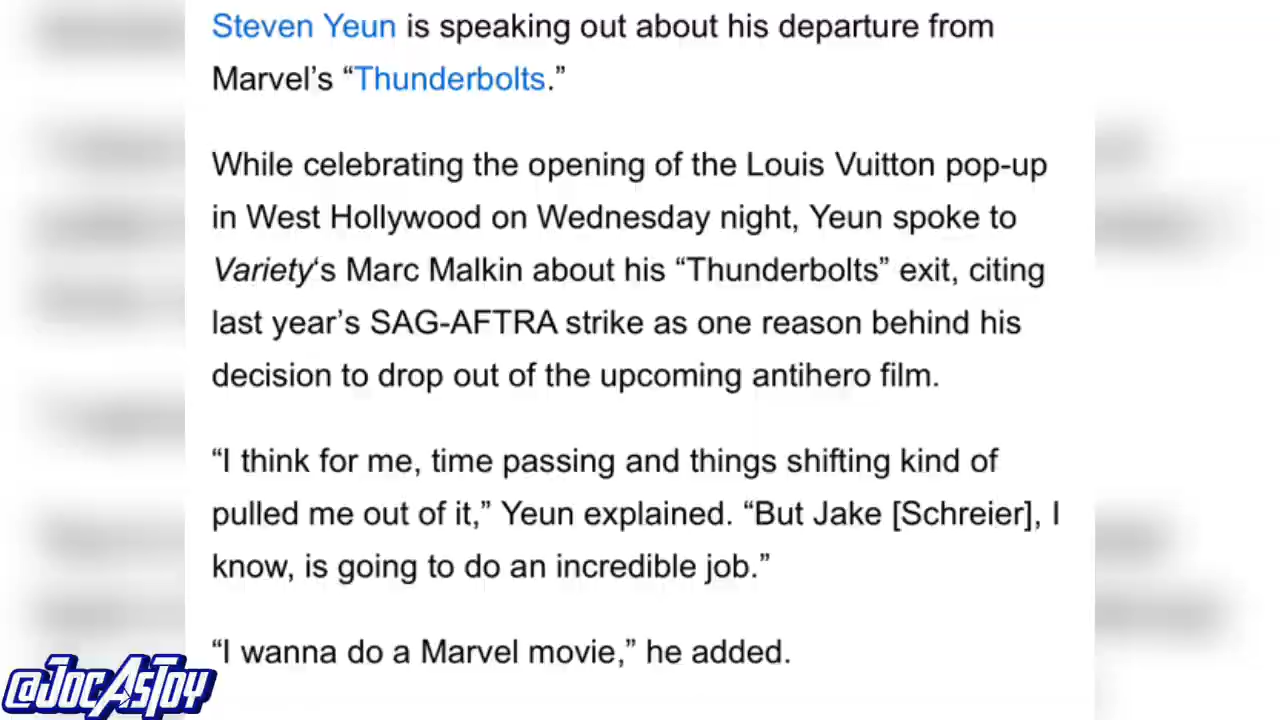 Steven Yeun is speaking out about his departure from
Marvel’s “Thunderbolts.”
While celebrating the opening of the Louis Vuitton pop-up
in West Hollywood on Wednesday night, Yeun spoke to
Variety‘s Marc Malkin about his “Thunderbolts” exit, citing
last year’s SAG-AFTRA strike as one reason behind his
decision to drop out of the upcoming antihero film.
“I think for me, time passing and things shifting kind of
pulled me out of it,” Yeun explained. “But Jake [Schreier], I
know, is going to do an incredible job.”
“I wanna do a Marvel movie,” he added.
@JocAsToy